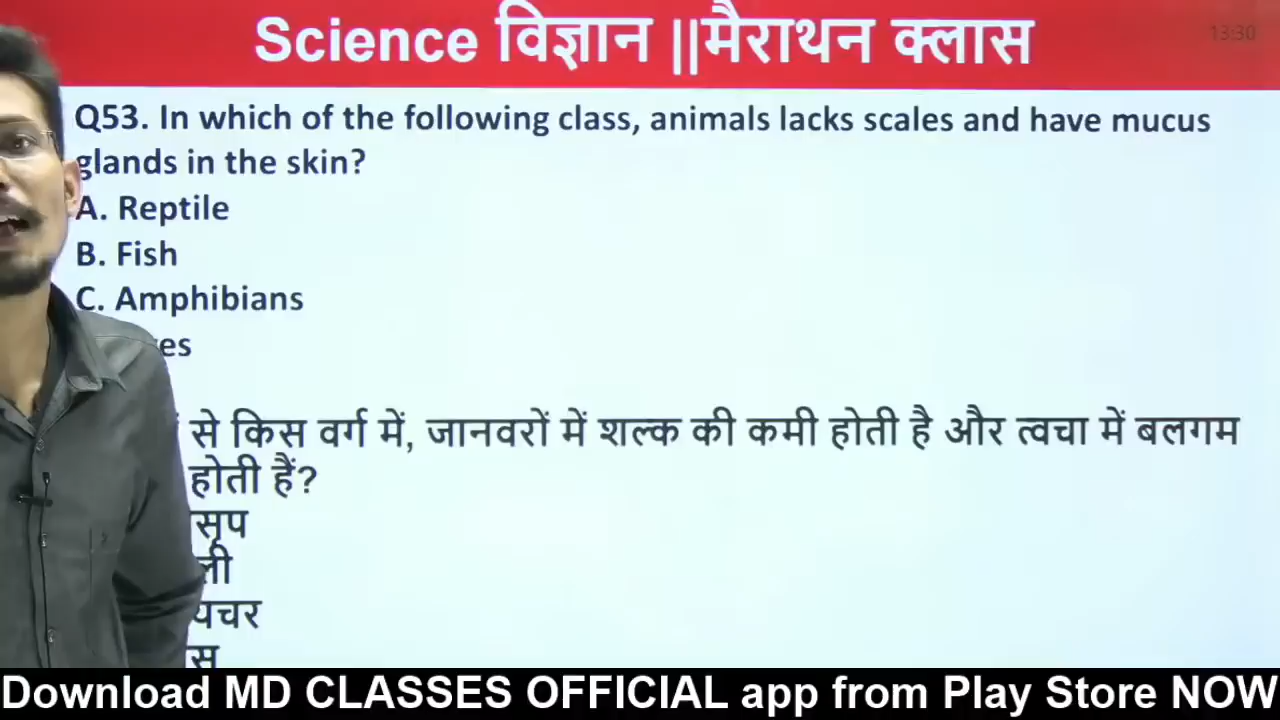 Science विज्ञान ||मैराथन क्लास
13:30
Q53. In which of the following class, animals lacks scales and have mucus
glands in the skin?
A. Reptile
B. Fish
C. Amphibians
से किस वर्ग में, जानवरों में शल्क की कमी होती है और त्वचा में बलगम
होती हैं?
Download MD CLASSES OFFICIAL app from Play Store NOW